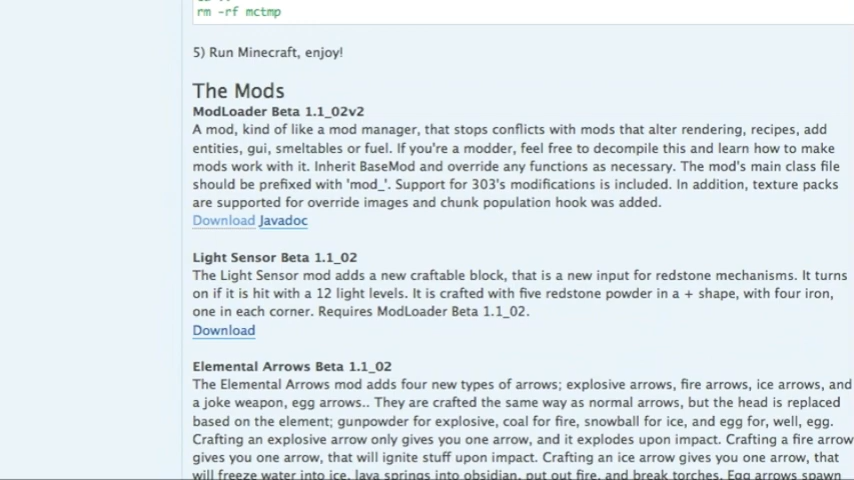 rm -rf mctmp
5) Run Minecraft, enjoy!
The Mods
ModLoader Beta 1.1_02v2
A mod, kind of like a mod manager, that stops conflicts with mods that alter rendering, recipes, add
entities, gui, smeltables or fuel. If you're a modder, feel free to decompile this and learn how to make
mods work with it. Inherit BaseMod and override any functions as necessary. The mod's main class file
should be prefixed with 'mod_'. Support for 303's modifications is included. In addition, texture packs
are supported for override images and chunk population hook was added.
Download Javadoc
Light Sensor Beta 1.1_02
The Light Sensor mod adds a new craftable block, that is a new input for redstone mechanisms. It turns
on if it is hit with a 12 light levels. It is crafted with five redstone powder in a + shape, with four iron,
one in each corner. Requires ModLoader Beta 1.1_02.
Download
Elemental Arrows Beta 1.1_02
The Elemental Arrows mod adds four new types of arrows; explosive arrows, fire arrows, ice arrows, and
a joke weapon, egg arrows.. They are crafted the same way as normal arrows, but the head is replaced
based on the element; gunpowder for explosive, coal for fire, snowball for ice, and egg for, well, egg.
Crafting an explosive arrow only gives you one arrow, and it explodes upon impact. Crafting a fire arrow
gives you one arrow, that will ignite stuff upon impact. Crafting an ice arrow gives you one arrow, that
will freeze water into ice, lava springs into obsidian, put out fire, and break torches. Egg arrows spawn